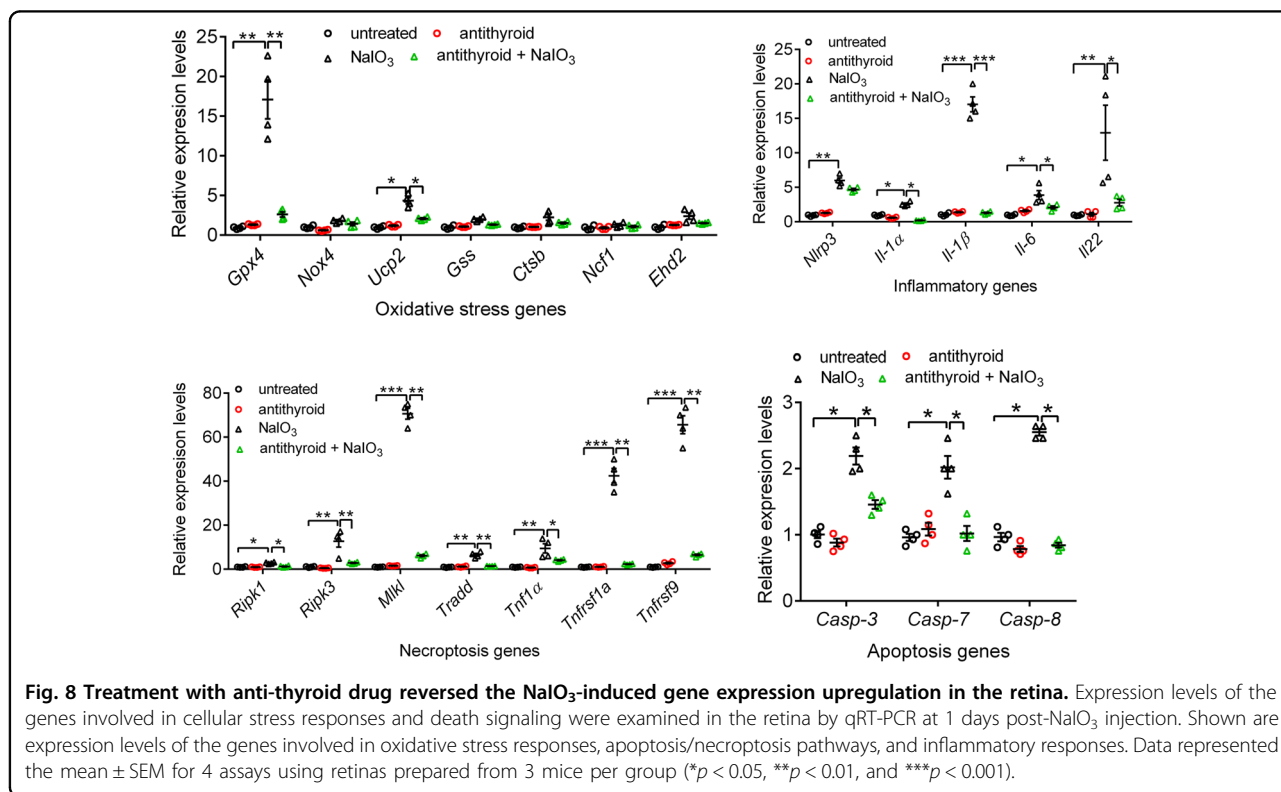 untreated antithyroid
NaIO3 antithyroid + NaIO3
Relative expression levels
25
20
15
10
5
0
** **
* *
Gpx4 Nox4 Ucp2 Gss Ctsb Ncf1 Ehd2
Oxidative stress genes
untreated
antithyroid
NaIO3
antithyroid + NaIO3
Relative expression levels
25
20
15
10
5
0
**
* *
*** ***
* *
** *
Nlrp3 Il-1α Il-1β Il-6 Il22
Inflammatory genes
untreated
antithyroid
NaIO3
antithyroid + NaIO3
Relative expresison levels
80
60
40
20
0
* *
** **
*** **
** **
** *
*** **
*** **
Ripk1 Ripk3 Mlkl Tradd Tnf1α Tnfrsf1a Tnfrsf9
Necroptosis genes
untreated antithyroid
NaIO3 antithyroid + NaIO3
Relative expression levels
3
2
1
0
* *
* *
* *
Casp-3 Casp-7 Casp-8
Apoptosis genes
Fig. 8 Treatment with anti-thyroid drug reversed the NaIO3-induced gene expression upregulation in the retina. Expression levels of the
genes involved in cellular stress responses and death signaling were examined in the retina by qRT-PCR at 1 days post-NaIO3 injection. Shown are
expression levels of the genes involved in oxidative stress responses, apoptosis/necroptosis pathways, and inflammatory responses. Data represented
the mean ± SEM for 4 assays using retinas prepared from 3 mice per group (*p < 0.05, **p < 0.01, and ***p < 0.001).